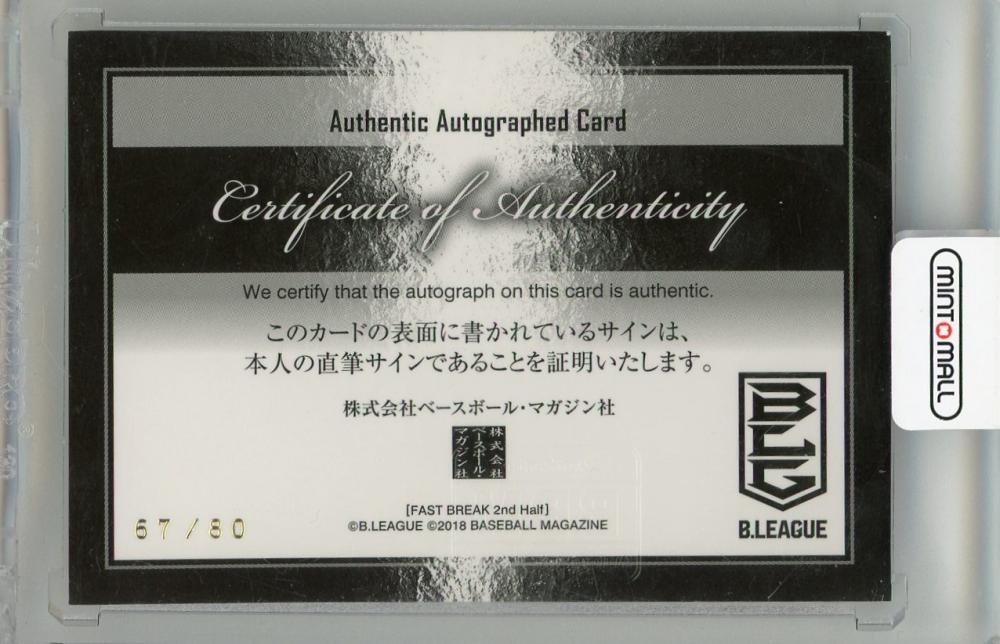 Authentic Autographed Card
Certificate of Authenticity
We certify that the autograph on this card is authentic.
このカードの表面に書かれているサインは、
本人の直筆サインであることを証明いたします。
株式会社ベースボール・マガジン社
株式会社
ベースボール・
マガジン社
[FAST BREAK 2nd Half]
©B.LEAGUE ©2018 BASEBALL MAGAZINE
67/80
BLG
B.LEAGUE
MINT MALL